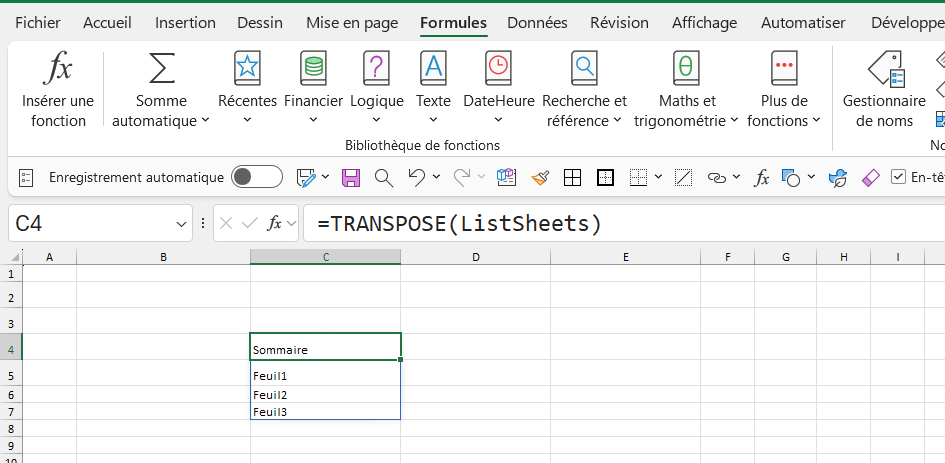 Fichier Accueil Insertion Dessin Mise en page Formules Données Révision Affichage Automatiser Développe
fx Σ ? A θ
Insérer une fonction
Somme automatique
Récentes
Financier
Logique
Texte
DateHeure
Recherche et référence
Maths et trigonométrie
Plus de fonctions
Gestionnaire de noms
Bibliothèque de fonctions
No
Enregistrement automatique fx En-tê
C4 fx =TRANSPOSE(ListSheets)
A B C D E F G H I
1
2
3
4 Sommaire
5 Feuil1
6 Feuil2
7 Feuil3
8
9
10